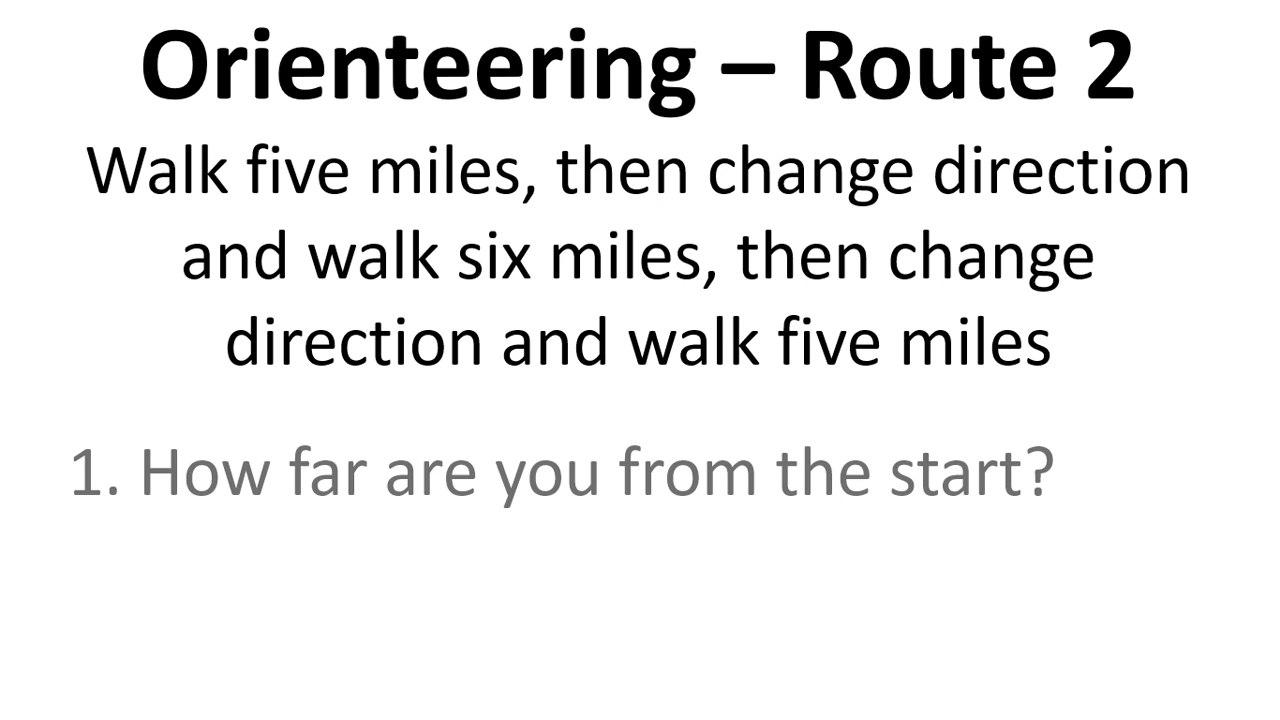 Orienteering – Route 2
Walk five miles, then change direction
and walk six miles, then change
direction and walk five miles
1. How far are you from the start?